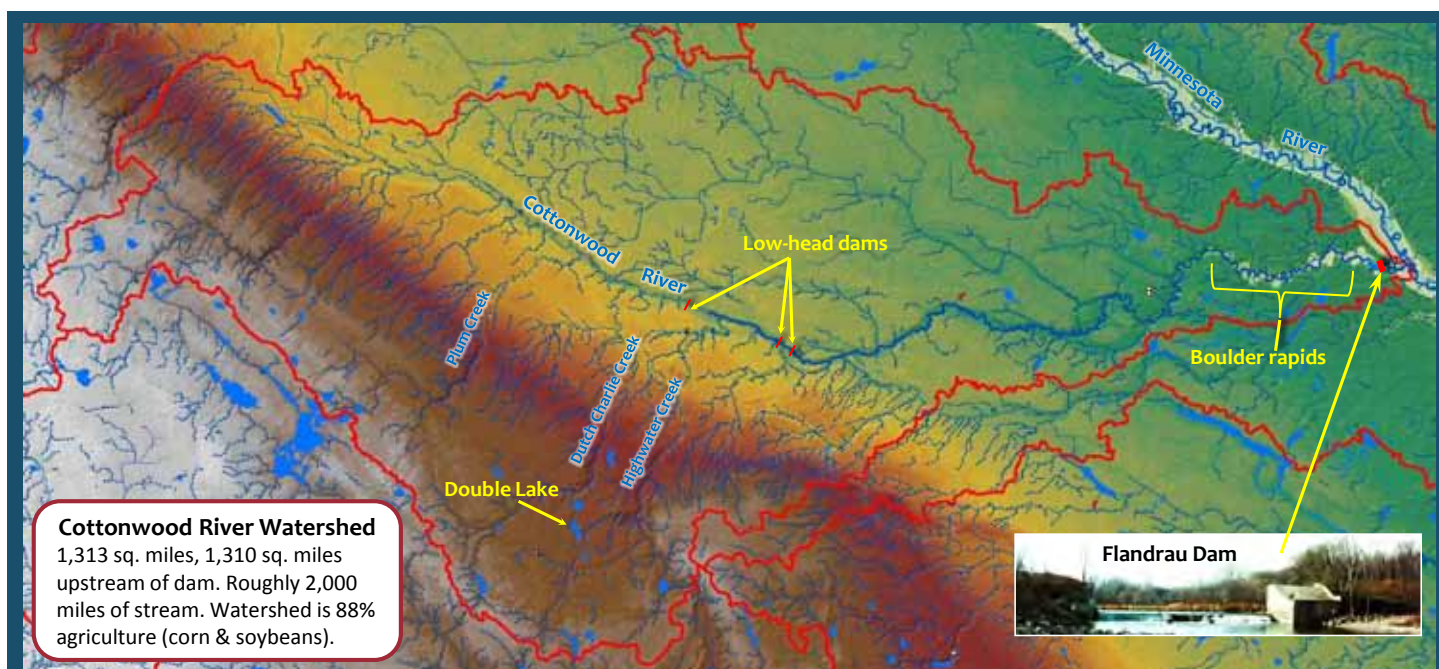 Minnesota
River
Cottonwood
River
Low-head dams
Boulder rapids
Plum Creek
Dutch Charlie Creek
Highwater Creek
Double Lake
Cottonwood River Watershed
1,313 sq. miles, 1,310 sq. miles
upstream of dam. Roughly 2,000
miles of stream. Watershed is 88%
agriculture (corn & soybeans).
Flandrau Dam